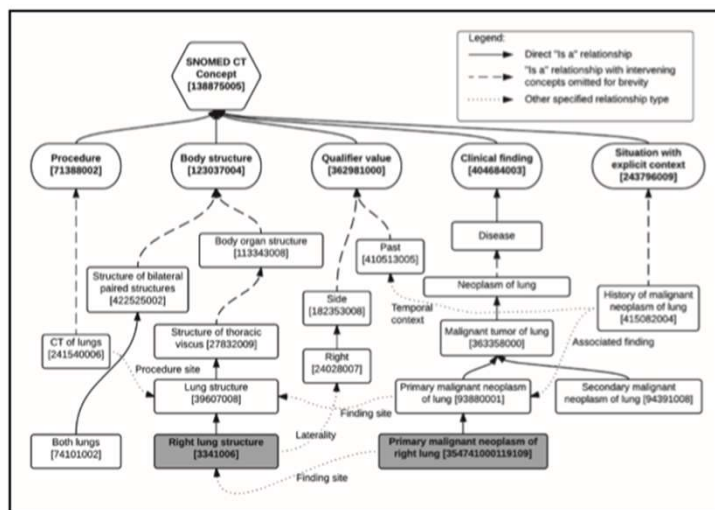 Legend:
Direct "Is a" relationship
"Is a" relationship with intervening
concepts omitted for brevity
Other specified relationship type
SNOMED CT
Concept
[138875005]
Procedure
[71388002]
Body structure
[123037004]
Qualifier value
[362981000]
Clinical finding
[404684003]
Situation with
explicit context
[243796009]
Body organ structure
[113343008]
Past
[410513005]
Disease
Structure of bilateral
paired structures
[422525002]
Side
[182353008]
Temporal
context
Neoplasm of lung
History of malignant
neoplasm of lung
[415082004]
CT of lungs
[241540006]
Structure of thoracic
viscus [27832009]
Malignant tumor of lung
[363358000]
Associated finding
Procedure site
Right
[24028007]
Lung structure
[39607008]
Primary malignant neoplasm
of lung [93880001]
Secondary malignant
neoplasm of lung [94391008]
Finding site
Both lungs
[74101002]
Right lung structure
[3341006]
Laterality
Primary malignant neoplasm of
right lung [354741000119109]
Finding site